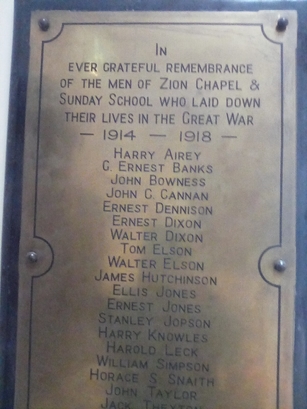 IN
EVER GRATEFUL REMEMBRANCE
OF THE MEN OF ZION CHAPEL &
SUNDAY SCHOOL WHO LAID DOWN
THEIR LIVES IN THE GREAT WAR
— 1914 — 1918 —
HARRY AIREY
G. ERNEST BANKS
JOHN BOWNESS
JOHN C. CANNAN
ERNEST DENNISON
ERNEST DIXON
WALTER DIXON
TOM ELSON
WALTER ELSON
JAMES HUTCHINSON
ELLIS JONES
ERNEST JONES
STANLEY JOPSON
HARRY KNOWLES
HAROLD LECK
WILLIAM SIMPSON
HORACE S. SNAITH
JOHN TAYLOR
JACK THEXTON